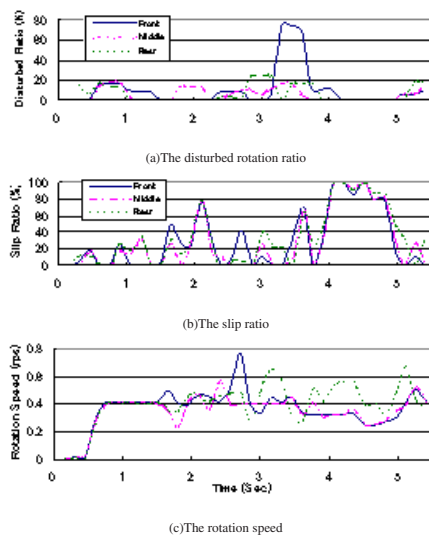 Disturbed Ratio (%)
80
60
40
20
0
Front
Middle
Rear
0 1 2 3 4 5
(a)The disturbed rotation ratio
Slip Ratio (%)
100
80
60
40
20
0
Front
Middle
Rear
0 1 2 3 4 5
(b)The slip ratio
Rotation Speed (rps)
0.8
0.6
0.4
0.2
0
0 1 2 3 4 5
Time (Sec)
(c)The rotation speed